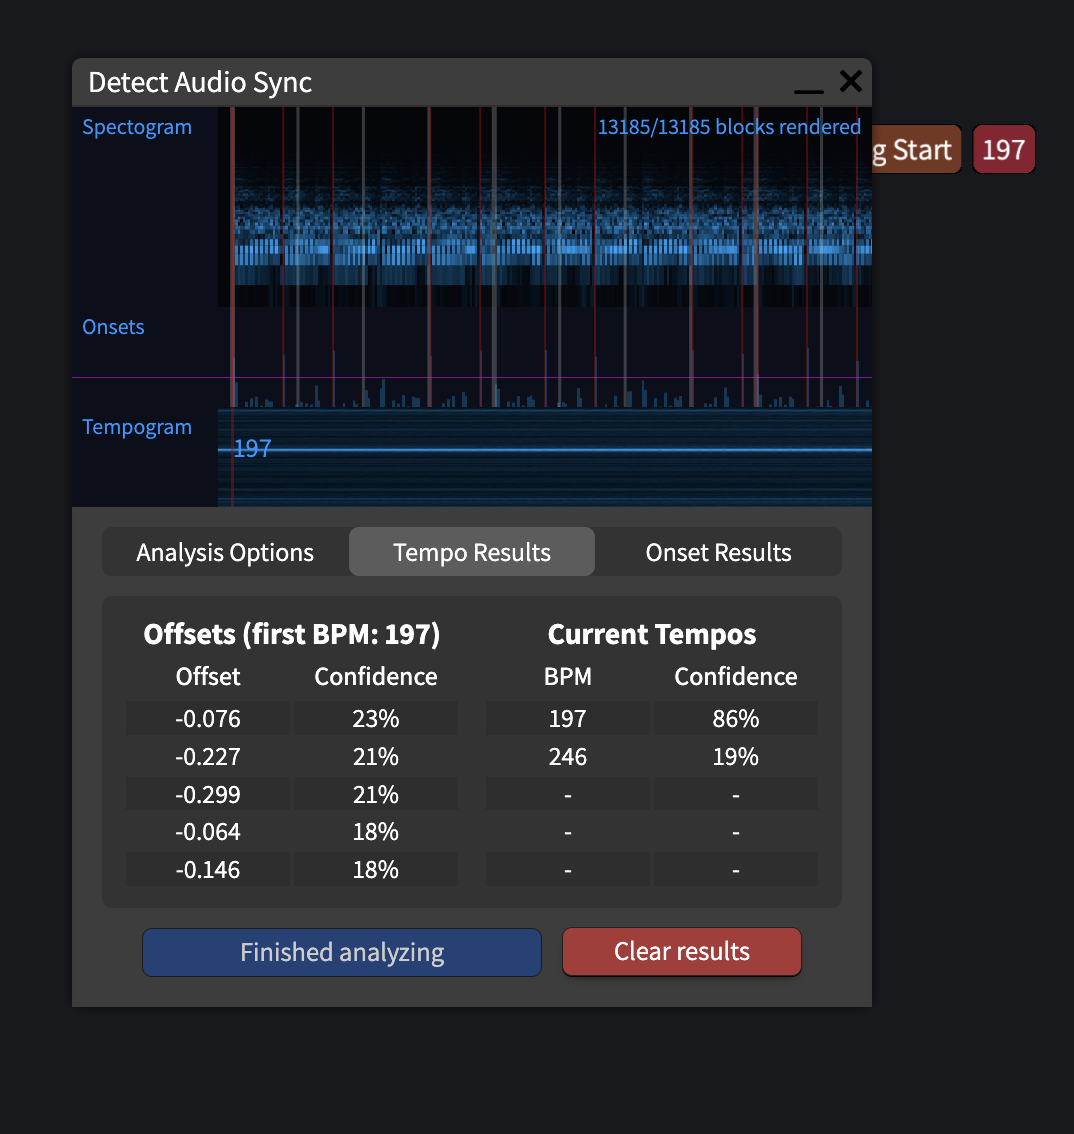 Detect Audio Sync
Spectogram
13185/13185 blocks rendered
g Start
197
Onsets
Tempogram
197
Analysis Options
Tempo Results
Onset Results
Offsets (first BPM: 197)
Current Tempos
Offset Confidence BPM Confidence
-0.076 23% 197 86%
-0.227 21% 246 19%
-0.299 21% - -
-0.064 18% - -
-0.146 18% - -
Finished analyzing
Clear results